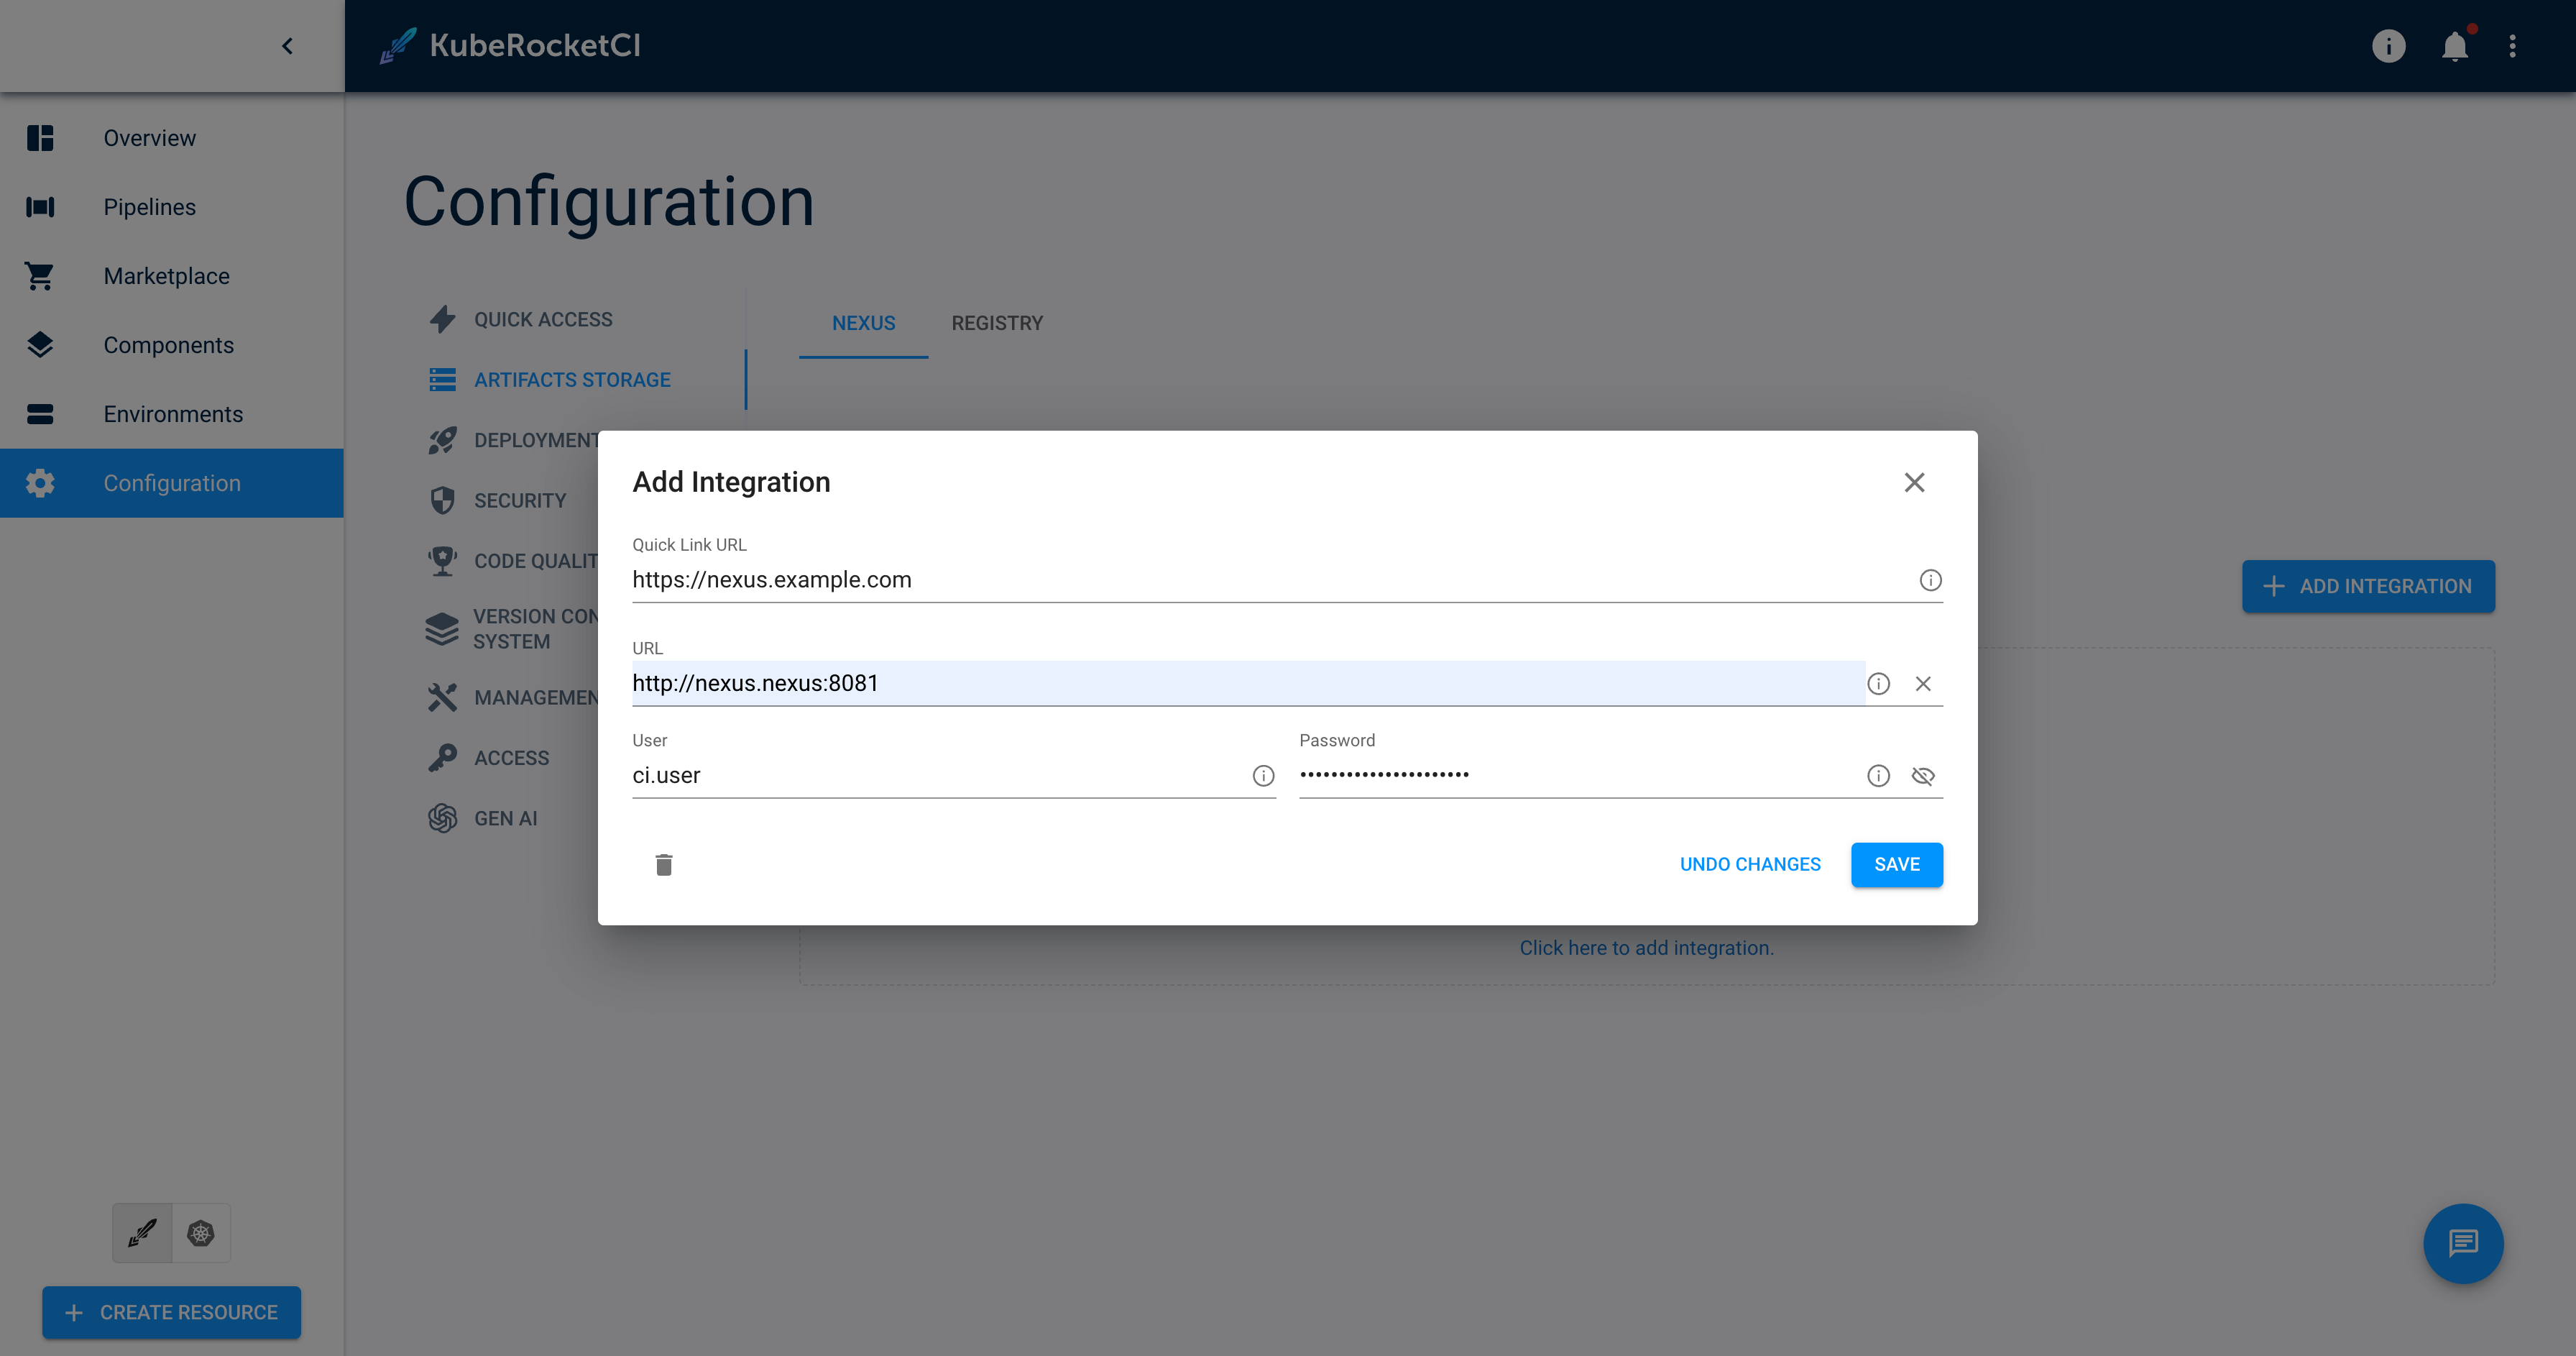 KubeRocketCI
Overview
Pipelines
Marketplace
Components
Environments
Configuration
CREATE RESOURCE
Configuration
QUICK ACCESS
ARTIFACTS STORAGE
DEPLOYMENT
SECURITY
CODE QUALIT
VERSION CON
SYSTEM
MANAGEMEN
ACCESS
GEN AI
NEXUS
REGISTRY
ADD INTEGRATION
Add Integration
Quick Link URL
https://nexus.example.com
URL
http://nexus.nexus:8081
User
ci.user
Password
••••••••••••••••••••••
UNDO CHANGES
SAVE
Click here to add integration.